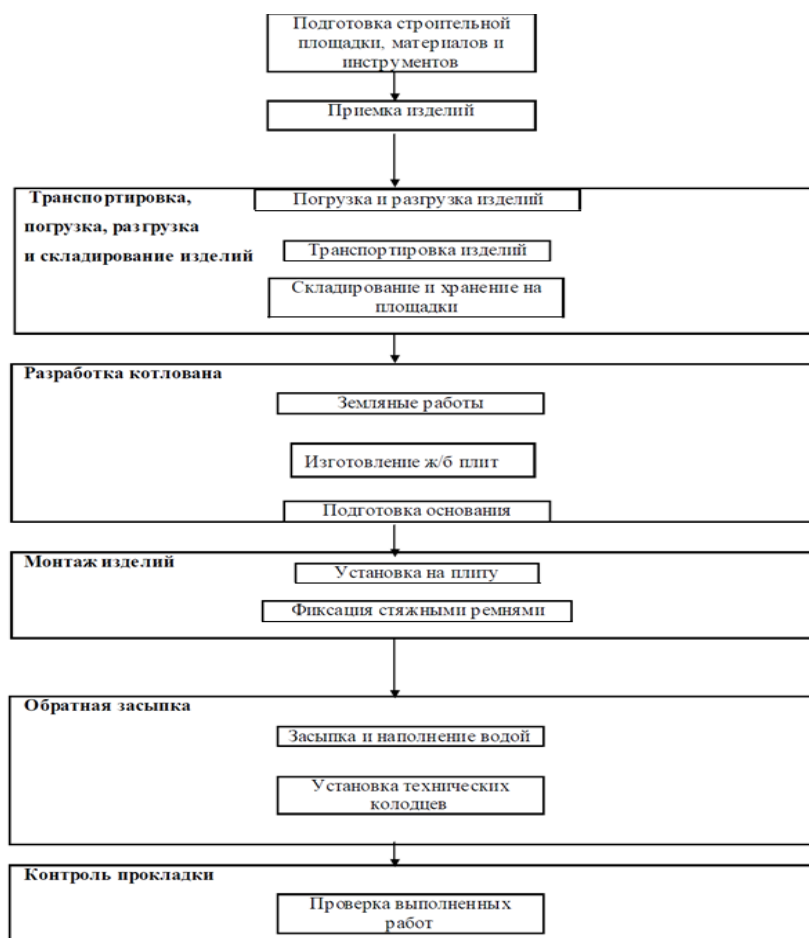 Подготовка строительной
площадки, материалов и
инструментов
Приемка изделий
Транспортировка,
погрузка, разгрузка
и складирование изделий
Погрузка и разгрузка изделий
Транспортировка изделий
Складирование и хранение на
площадки
Разработка котлована
Земляные работы
Изготовление ж/б плит
Подготовка основания
Монтаж изделий
Установка на плиту
Фиксация стяжными ремнями
Обратная засыпка
Засыпка и наполнение водой
Установка технических
колодцев
Контроль прокладки
Проверка выполненных
работ